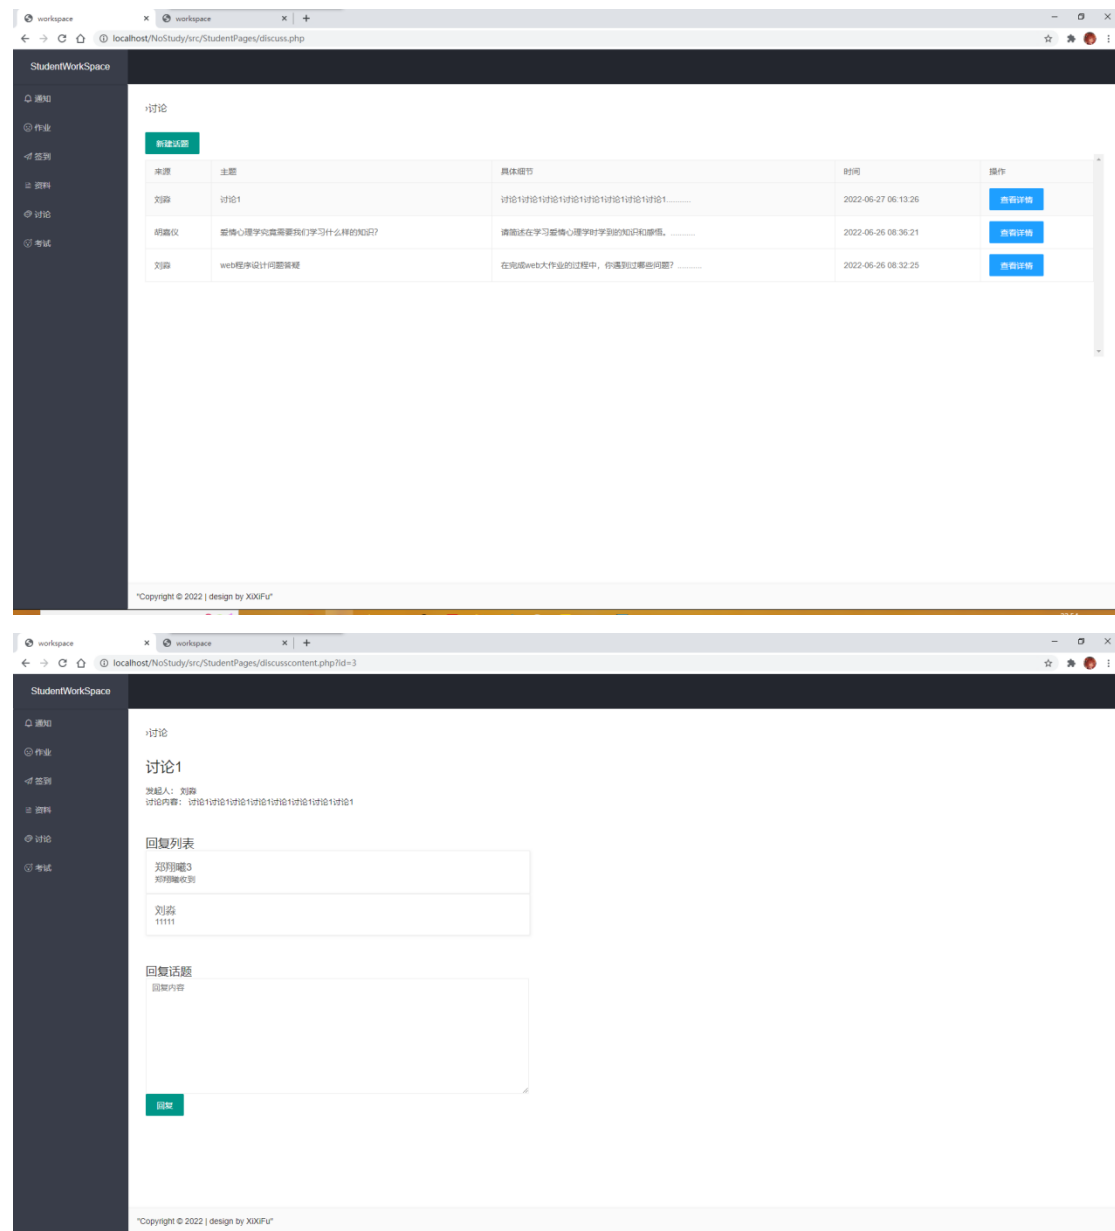 workspace
workspace
localhost/NoStudy/src/StudentPages/discuss.php
StudentWorkSpace
通知
作业
签到
资料
讨论
考试
›讨论
新建话题
来源 主题 具体细节 时间 操作
刘淼 讨论1 讨论1讨论1讨论1讨论1讨论1讨论1讨论1讨论1.......... 2022-06-27 06:13:26 查看详情
胡嘉仪 爱情心理学究竟需要我们学习什么样的知识? 请简述在学习爱情心理学时学到的知识和感悟。.......... 2022-06-26 08:36:21 查看详情
刘淼 web程序设计问题答疑 在完成web大作业的过程中，你遇到过哪些问题? .......... 2022-06-26 08:32:25 查看详情
"Copyright © 2022 | design by XiXiFu"
workspace
workspace
localhost/NoStudy/src/StudentPages/discusscontent.php?id=3
StudentWorkSpace
通知
作业
签到
资料
讨论
考试
›讨论
讨论1
发起人： 刘淼
讨论内容： 讨论1讨论1讨论1讨论1讨论1讨论1讨论1讨论1
回复列表
郑翔曦3
郑翔曦收到
刘淼
11111
回复话题
回复内容
回复
"Copyright © 2022 | design by XiXiFu"